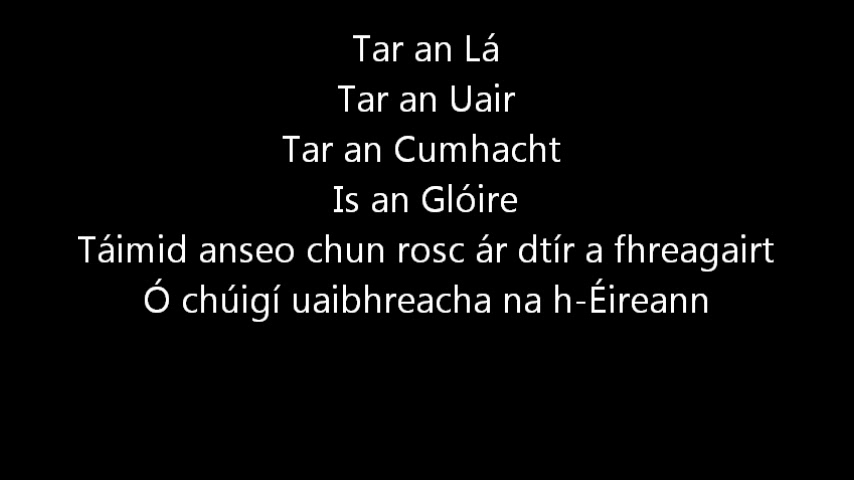 Tar an Lá
Tar an Uair
Tar an Cumhacht
Is an Glóire
Táimid anseo chun rosc ár dtír a fhreagairt
Ó chúigí uaibhreacha na h-Éireann